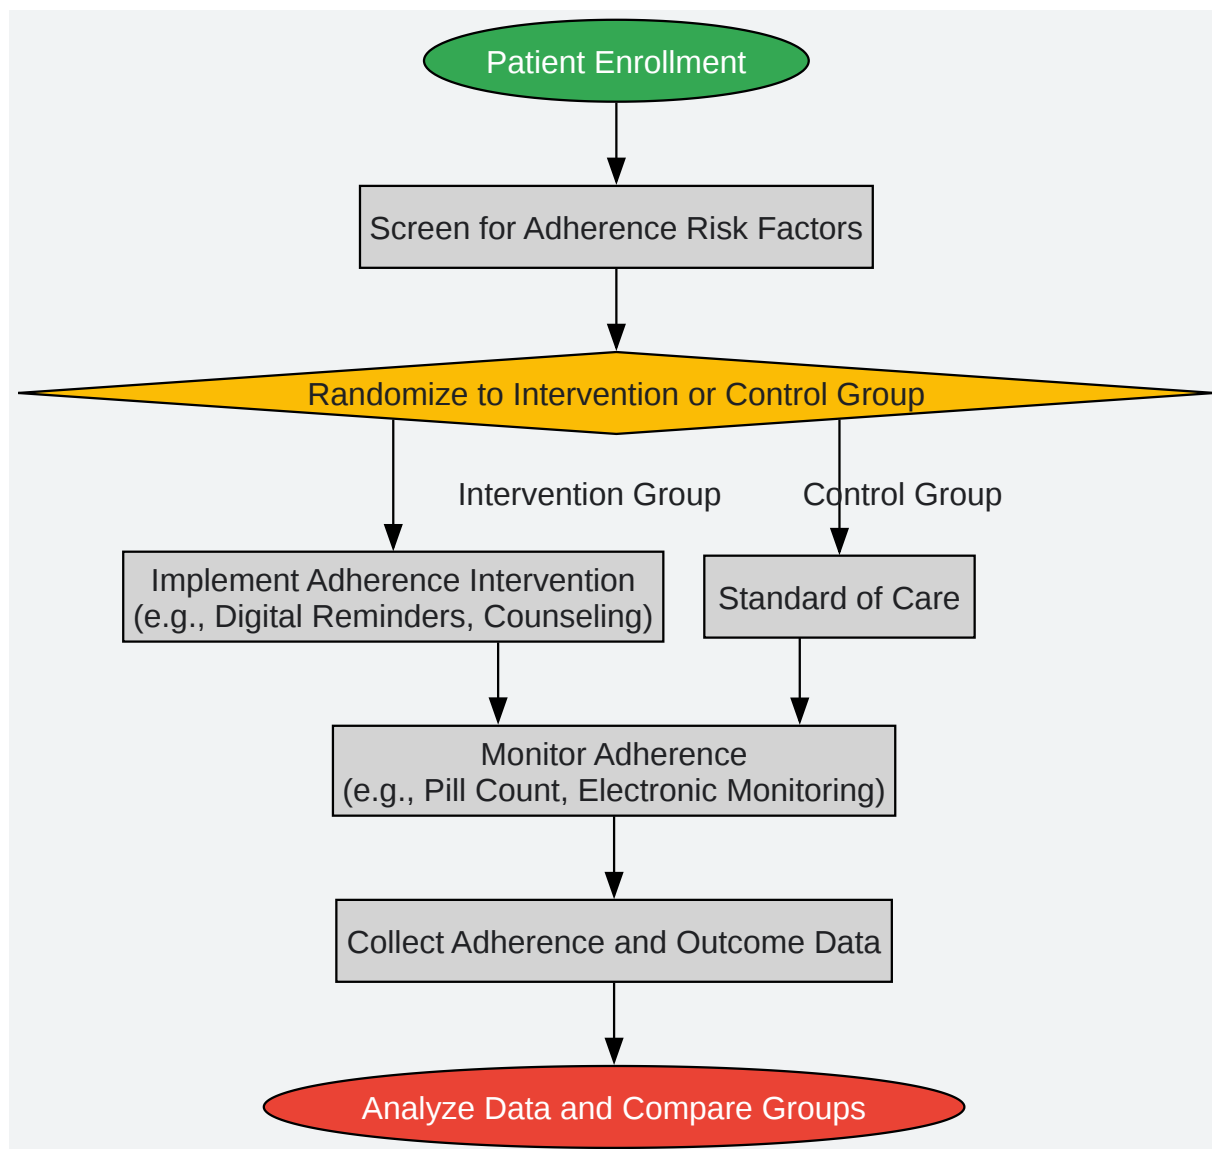 Patient Enrollment
Screen for Adherence Risk Factors
Randomize to Intervention or Control Group
Intervention Group
Control Group
Implement Adherence Intervention
(e.g., Digital Reminders, Counseling)
Standard of Care
Monitor Adherence
(e.g., Pill Count, Electronic Monitoring)
Collect Adherence and Outcome Data
Analyze Data and Compare Groups